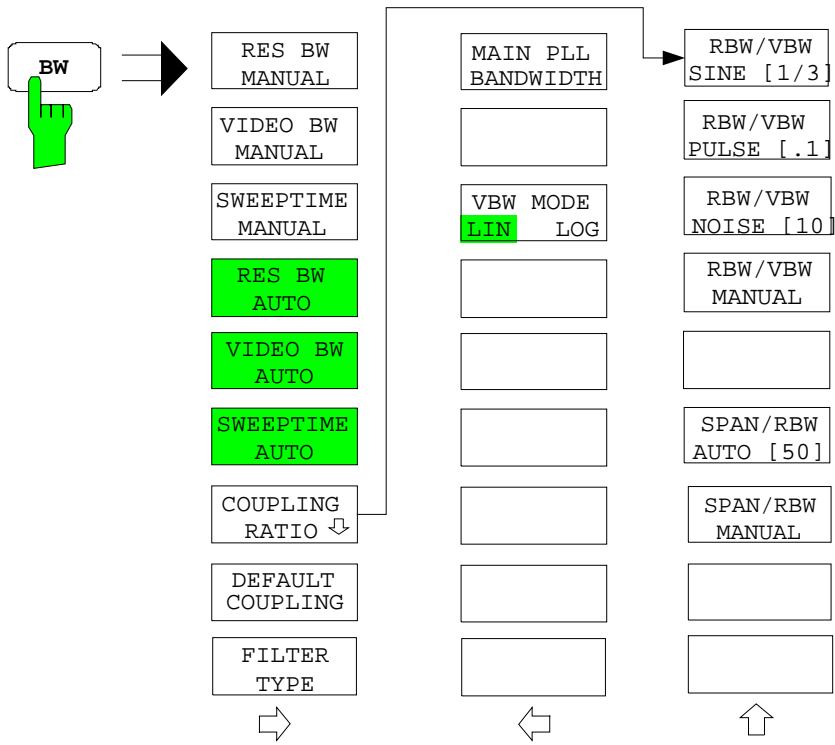 BW
RES BW
MANUAL
VIDEO BW
MANUAL
SWEEPTIME
MANUAL
RES BW
AUTO
VIDEO BW
AUTO
SWEEPTIME
AUTO
COUPLING
RATIO
DEFAULT
COUPLING
FILTER
TYPE
MAIN PLL
BANDWIDTH
VBW MODE
LIN LOG
RBW/VBW
SINE [1/3]
RBW/VBW
PULSE [.1]
RBW/VBW
NOISE [10]
RBW/VBW
MANUAL
SPAN/RBW
AUTO [50]
SPAN/RBW
MANUAL